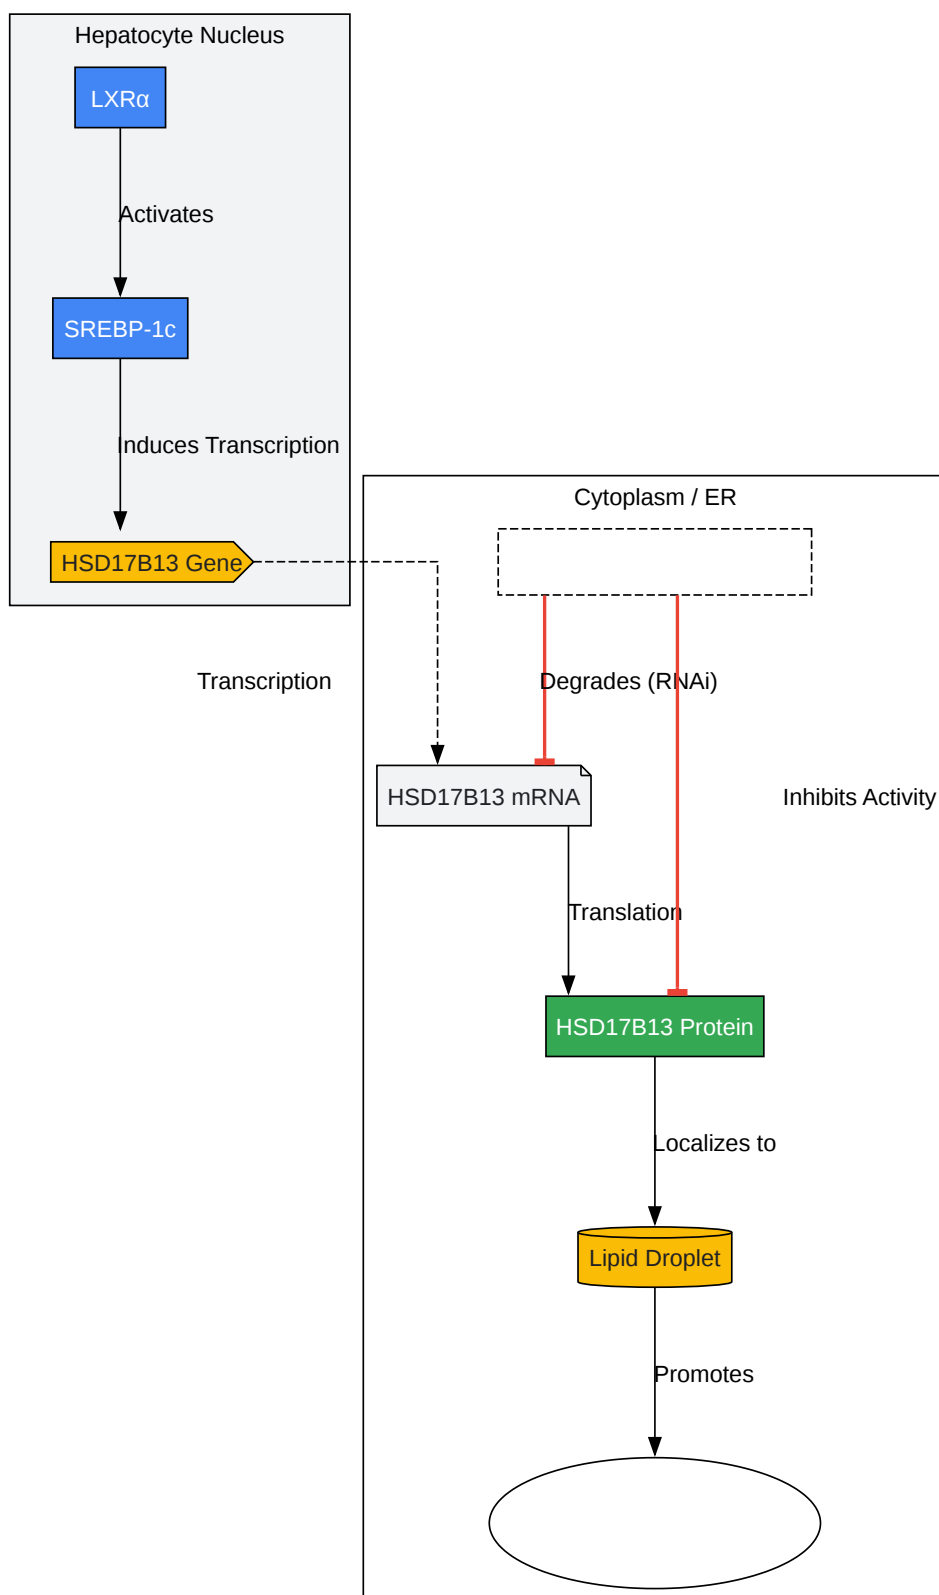 Hepatocyte Nucleus
LXRα
Activates
SREBP-1c
Induces Transcription
HSD17B13 Gene
Cytoplasm / ER
Transcription
Degrades (RNAi)
HSD17B13 mRNA
Inhibits Activity
Translation
HSD17B13 Protein
Localizes to
Lipid Droplet
Promotes